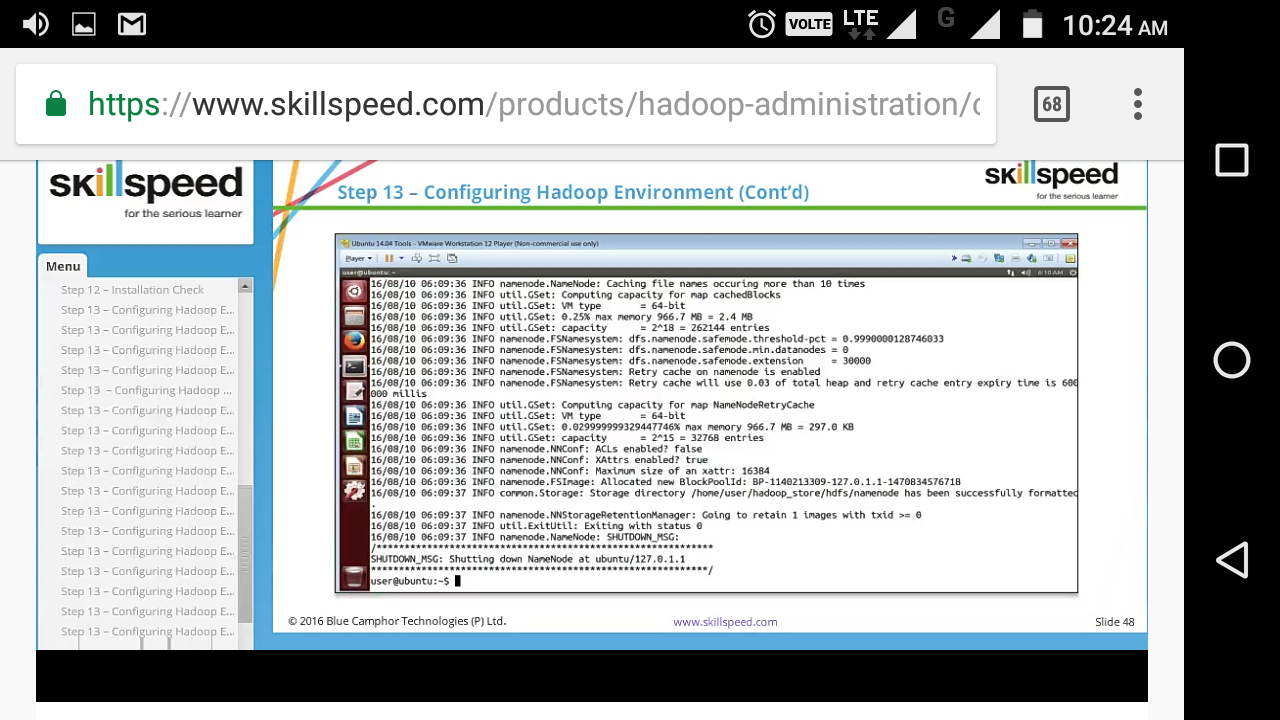 VOLTE LTE G 10:24 AM
https://www.skillspeed.com/products/hadoop-administration/
68
skillspeed
for the serious learner
Menu
Step 12 – Installation Check
Step 13 – Configuring Hadoop E...
Step 13 – Configuring Hadoop E...
Step 13 – Configuring Hadoop E...
Step 13 – Configuring Hadoop E...
Step 13 – Configuring Hadoop ...
Step 13 – Configuring Hadoop E...
Step 13 – Configuring Hadoop E...
Step 13 – Configuring Hadoop E...
Step 13 – Configuring Hadoop E...
Step 13 – Configuring Hadoop E...
Step 13 – Configuring Hadoop E...
Step 13 – Configuring Hadoop E...
Step 13 – Configuring Hadoop E...
Step 13 – Configuring Hadoop E...
Step 13 – Configuring Hadoop E...
Step 13 – Configuring Hadoop E...
Step 13 – Configuring Hadoop E...
Step 13 – Configuring Hadoop Environment (Cont’d)
skillspeed
for the serious learner
Ubuntu 14.04 Tools - VMware Workstation 12 Player (Non-commercial use only)
Player
user@ubuntu: ~ 6:10 AM
16/08/10 06:09:36 INFO namenode.NameNode: Caching file names occuring more than 10 times
16/08/10 06:09:36 INFO util.GSet: Computing capacity for map cachedBlocks
16/08/10 06:09:36 INFO util.GSet: VM type = 64-bit
16/08/10 06:09:36 INFO util.GSet: 0.25% max memory 966.7 MB = 2.4 MB
16/08/10 06:09:36 INFO util.GSet: capacity = 2^18 = 262144 entries
16/08/10 06:09:36 INFO namenode.FSNamesystem: dfs.namenode.safemode.threshold-pct = 0.9990000128746033
16/08/10 06:09:36 INFO namenode.FSNamesystem: dfs.namenode.safemode.min.datanodes = 0
16/08/10 06:09:36 INFO namenode.FSNamesystem: dfs.namenode.safemode.extension = 30000
16/08/10 06:09:36 INFO namenode.FSNamesystem: Retry cache on namenode is enabled
16/08/10 06:09:36 INFO namenode.FSNamesystem: Retry cache will use 0.03 of total heap and retry cache entry expiry time is 600
000 millis
16/08/10 06:09:36 INFO util.GSet: Computing capacity for map NameNodeRetryCache
16/08/10 06:09:36 INFO util.GSet: VM type = 64-bit
16/08/10 06:09:36 INFO util.GSet: 0.029999999329447746% max memory 966.7 MB = 297.0 KB
16/08/10 06:09:36 INFO util.GSet: capacity = 2^15 = 32768 entries
16/08/10 06:09:36 INFO namenode.NNConf: ACLs enabled? false
16/08/10 06:09:36 INFO namenode.NNConf: XAttrs enabled? true
16/08/10 06:09:36 INFO namenode.NNConf: Maximum size of an xattr: 16384
16/08/10 06:09:36 INFO namenode.FSImage: Allocated new BlockPoolId: BP-1140213309-127.0.1.1-1470834576718
16/08/10 06:09:37 INFO common.Storage: Storage directory /home/user/hadoop_store/hdfs/namenode has been successfully formatted
.
16/08/10 06:09:37 INFO namenode.NNStorageRetentionManager: Going to retain 1 images with txid >= 0
16/08/10 06:09:37 INFO util.ExitUtil: Exiting with status 0
16/08/10 06:09:37 INFO namenode.NameNode: SHUTDOWN_MSG:
/************************************************************
SHUTDOWN_MSG: Shutting down NameNode at ubuntu/127.0.1.1
************************************************************/
user@ubuntu:~$
© 2016 Blue Camphor Technologies (P) Ltd. www.skillspeed.com Slide 48